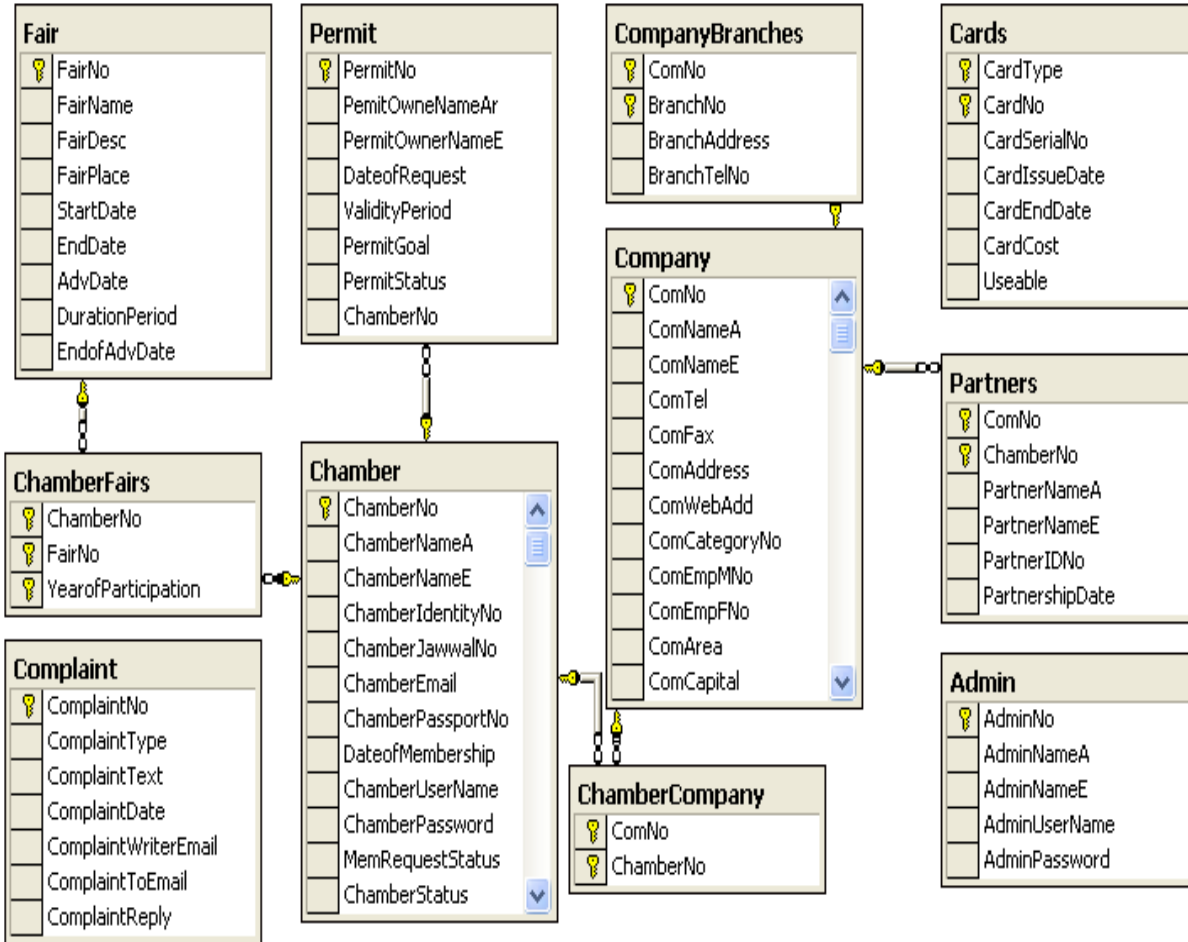 Fair
FairNo
FairName
FairDesc
FairPlace
StartDate
EndDate
AdvDate
DurationPeriod
EndofAdvDate
Permit
PermitNo
PemitOwneNameAr
PermitOwnerNameE
DateofRequest
ValidityPeriod
PermitGoal
PermitStatus
ChamberNo
CompanyBranches
ComNo
BranchNo
BranchAddress
BranchTelNo
Cards
CardType
CardNo
CardSerialNo
CardIssueDate
CardEndDate
CardCost
Useable
Company
ComNo
ComNameA
ComNameE
ComTel
ComFax
ComAddress
ComWebAdd
ComCategoryNo
ComEmpMNo
ComEmpFNo
ComArea
ComCapital
Partners
ComNo
ChamberNo
PartnerNameA
PartnerNameE
PartnerIDNo
PartnershipDate
ChamberFairs
ChamberNo
FairNo
YearofParticipation
Chamber
ChamberNo
ChamberNameA
ChamberNameE
ChamberIdentityNo
ChamberJawwalNo
ChamberEmail
ChamberPassportNo
DateofMembership
ChamberUserName
ChamberPassword
MemRequestStatus
ChamberStatus
Complaint
ComplaintNo
ComplaintType
ComplaintText
ComplaintDate
ComplaintWriterEmail
ComplaintToEmail
ComplaintReply
ChamberCompany
ComNo
ChamberNo
Admin
AdminNo
AdminNameA
AdminNameE
AdminUserName
AdminPassword